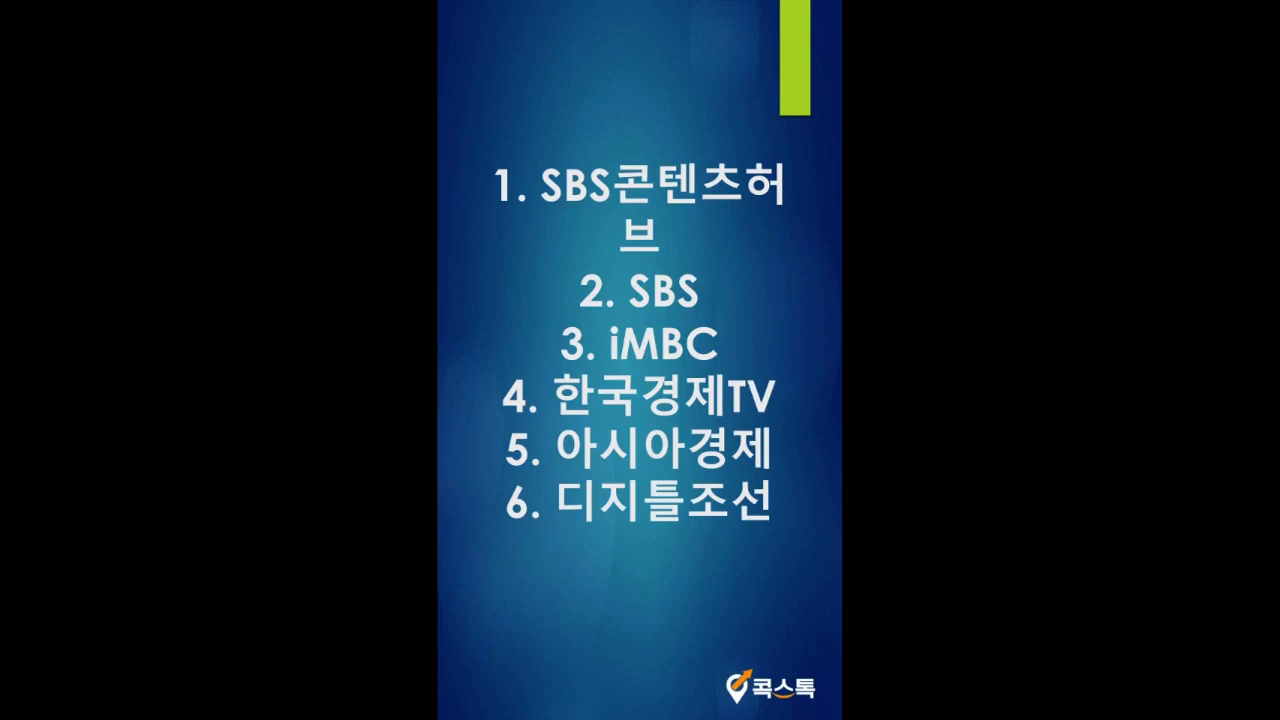 1. SBS콘텐츠허
브
2. SBS
3. iMBC
4. 한국경제TV
5. 아시아경제
6. 디지틀조선
콕스톡